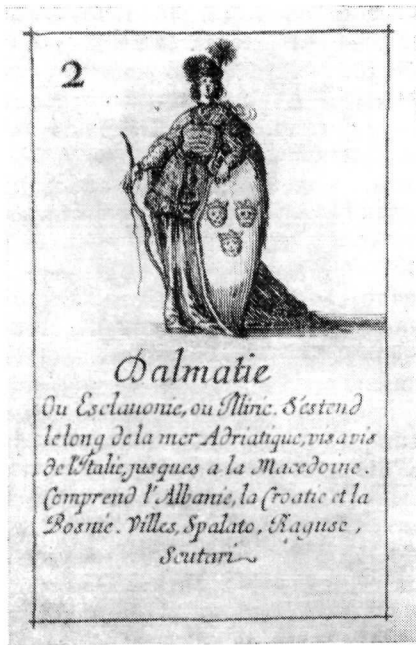 2
Dalmatie
Ou Esclauonie, ou Illirie. S'estend
le long de la mer Adriatique, vis a vis
de l'Italie, jusques a la Macedoine.
Comprend l'Albanie, la Croatie et la
Bosnie. Villes, Spalato, Raguse,
Scutari